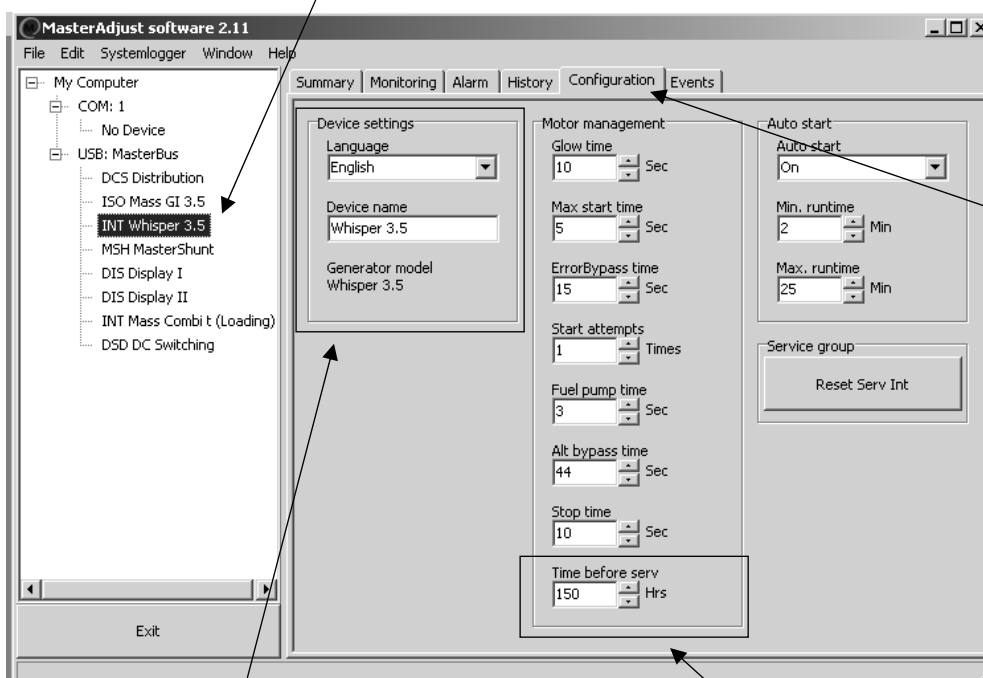 MasterAdjust software 2.11
File Edit Systemlogger Window Help
My Computer
COM: 1
No Device
USB: MasterBus
DCS Distribution
ISO Mass GI 3.5
INT Whisper 3.5
MSH MasterShunt
DIS Display I
DIS Display II
INT Mass Combi t (Loading)
DSD DC Switching
Exit
Summary Monitoring Alarm History Configuration Events
Device settings
Language
English
Device name
Whisper 3.5
Generator model
Whisper 3.5
Motor management
Glow time
10 Sec
Max start time
5 Sec
ErrorBypass time
15 Sec
Start attempts
1 Times
Fuel pump time
3 Sec
Alt bypass time
44 Sec
Stop time
10 Sec
Time before serv
150 Hrs
Auto start
Auto start
On
Min. runtime
2 Min
Max. runtime
25 Min
Service group
Reset Serv Int